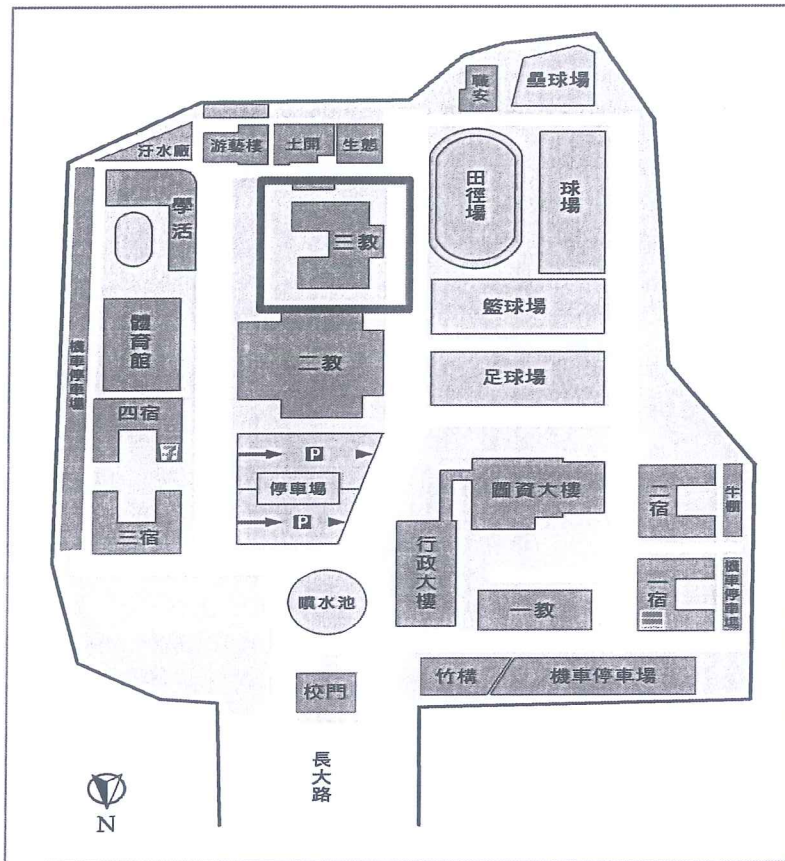 職安
壘球場
汙水廠
游藝樓
土開
生態
學活
三教
田徑場
球場
籃球場
體育館
二教
足球場
機車停車場
四宿
P
停車場
P
三宿
圖資大樓
二宿
牛棚
行政大樓
噴水池
一教
一宿
機車停車場
竹構
機車停車場
校門
長大路
N